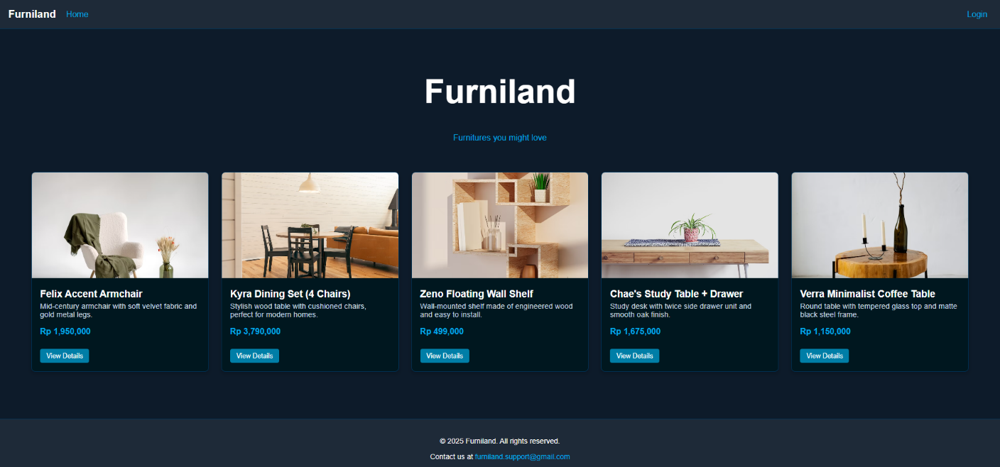 Furniland Home Login
Furniland
Furnitures you might love
Felix Accent Armchair
Mid-century armchair with soft velvet fabric and
gold metal legs.
Rp 1,950,000
View Details
Kyra Dining Set (4 Chairs)
Stylish wood table with cushioned chairs,
perfect for modern homes.
Rp 3,790,000
View Details
Zeno Floating Wall Shelf
Wall-mounted shelf made of engineered wood
and easy to install.
Rp 499,000
View Details
Chae's Study Table + Drawer
Study desk with twice side drawer unit and
smooth oak finish.
Rp 1,675,000
View Details
Verra Minimalist Coffee Table
Round table with tempered glass top and matte
black steel frame.
Rp 1,150,000
View Details
© 2025 Furniland. All rights reserved.
Contact us at furniland.support@gmail.com